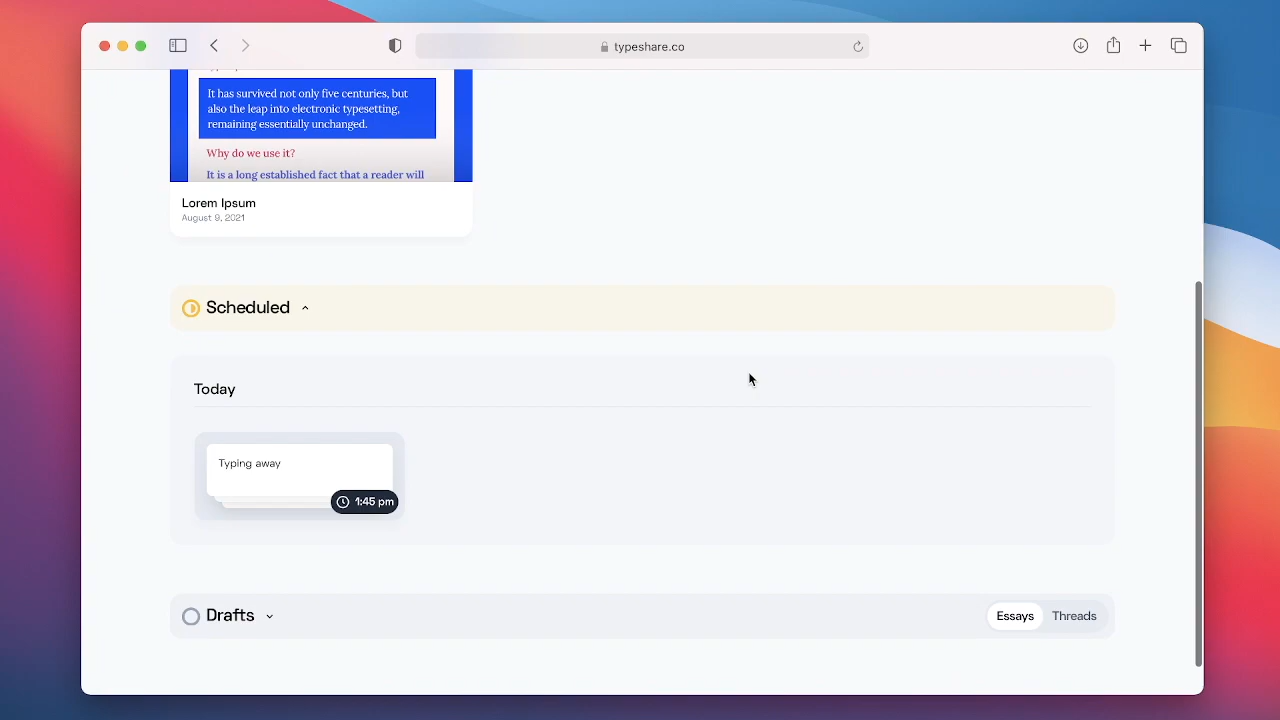 typeshare.co
It has survived not only five centuries, but
also the leap into electronic typesetting,
remaining essentially unchanged.
Why do we use it?
It is a long established fact that a reader will
Lorem Ipsum
August 9, 2021
Scheduled
Today
Typing away
1:45 pm
Drafts
Essays
Threads